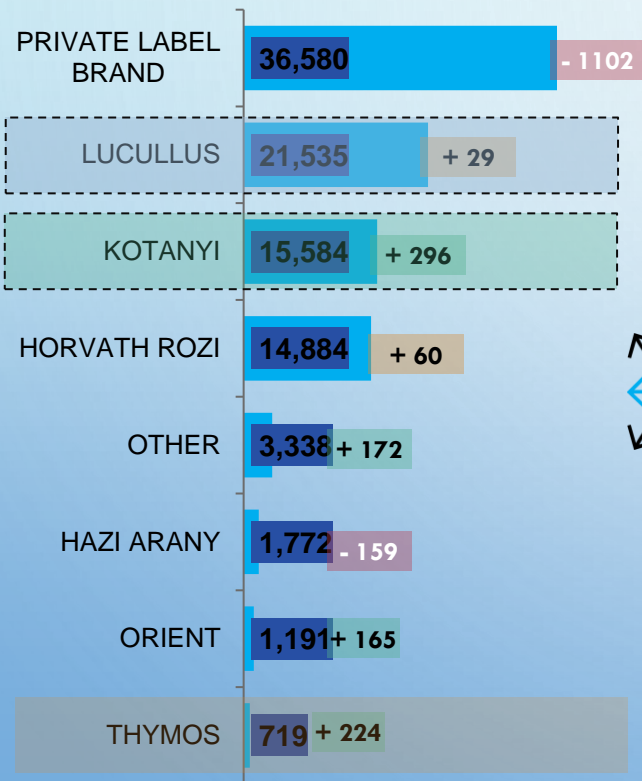 PRIVATE LABEL
BRAND
36,580
- 1102
LUCULLUS
21,535
+ 29
KOTANYI
15,584
+ 296
HORVATH ROZI
14,884
+ 60
OTHER
3,338
+ 172
HAZI ARANY
1,772
- 159
ORIENT
1,191
+ 165
THYMOS
719
+ 224